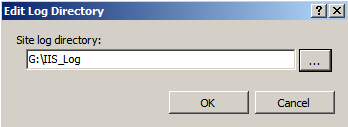 Edit Log Directory
Site log directory:
G:\IIS_Log
...
OK
Cancel